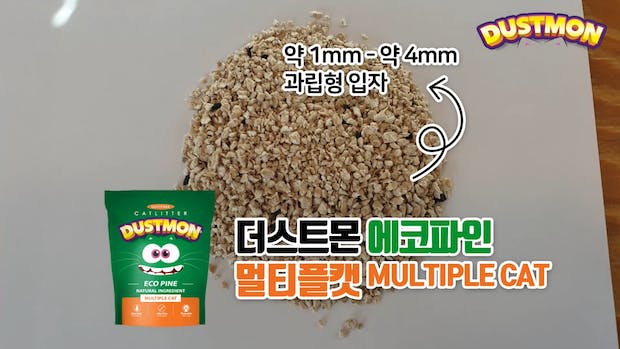 DUSTMON
약 1mm - 약 4mm
과립형 입자
CATLITTER
DUSTMON
ECO PINE
NATURAL INGREDIENT
MULTIPLE CAT
더스트몬 에코파인
멀티플캣 MULTIPLE CAT